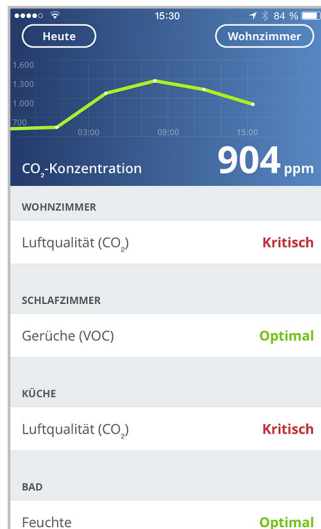 15:30 84 %
Heute Wohnzimmer
1.600
1.300
1.000
700
03:00 09:00 15:00
CO₂-Konzentration 904 ppm
WOHNZIMMER
Luftqualität (CO₂) Kritisch
SCHLAFZIMMER
Gerüche (VOC) Optimal
KÜCHE
Luftqualität (CO₂) Kritisch
BAD
Feuchte Optimal